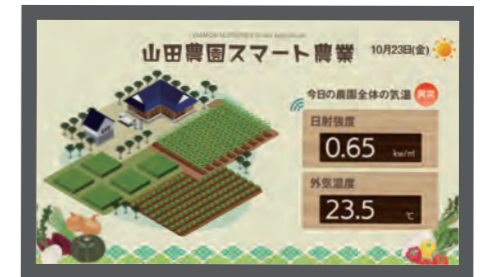 山田農園スマート農業
10月23日(金)
今日の農園全体の気温
日射強度
0.65 kw/㎡
外気温度
23.5 ℃